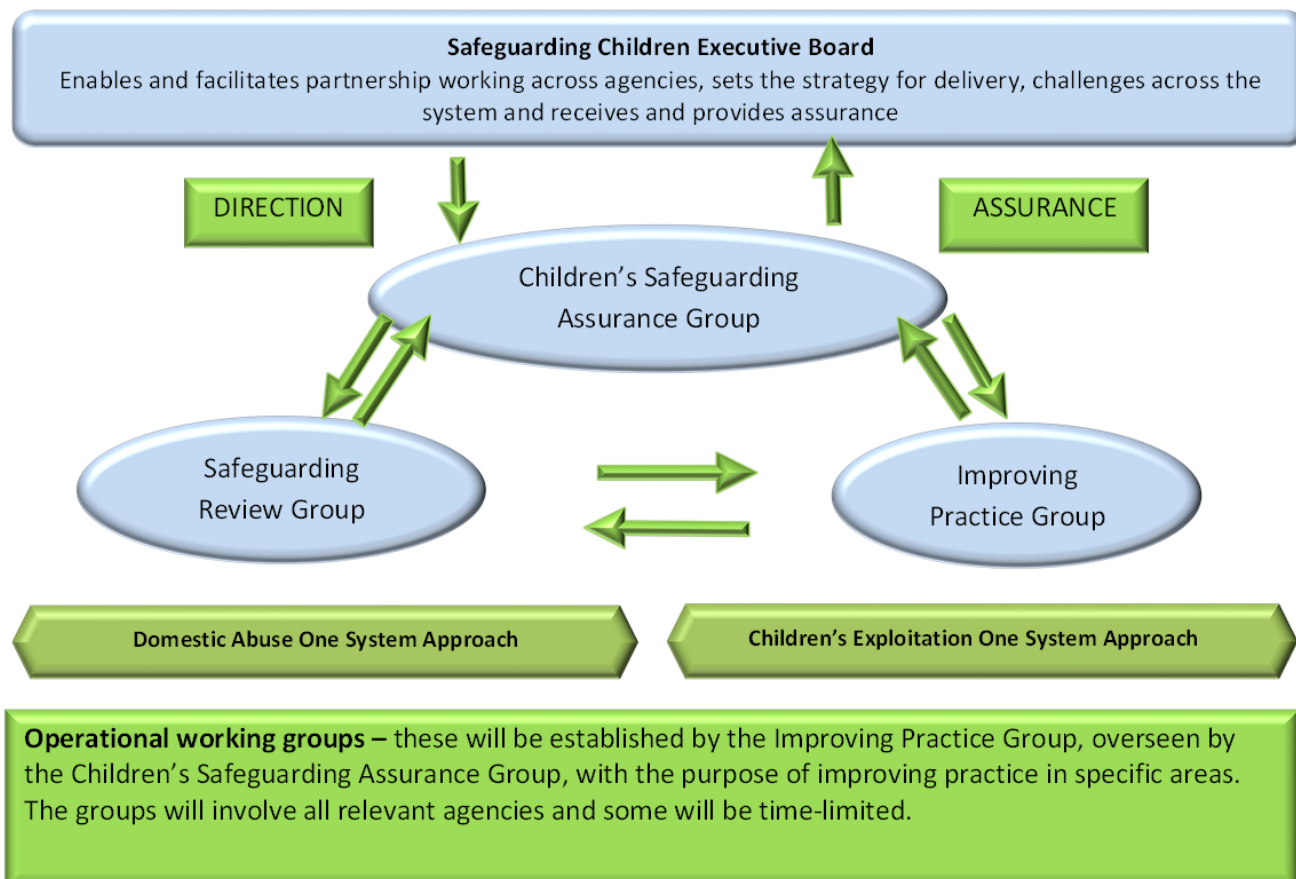 Safeguarding Children Executive Board
Enables and facilitates partnership working across agencies, sets the strategy for delivery, challenges across the
system and receives and provides assurance
DIRECTION
ASSURANCE
Children’s Safeguarding
Assurance Group
Safeguarding
Review Group
Improving
Practice Group
Domestic Abuse One System Approach
Children’s Exploitation One System Approach
Operational working groups – these will be established by the Improving Practice Group, overseen by
the Children’s Safeguarding Assurance Group, with the purpose of improving practice in specific areas.
The groups will involve all relevant agencies and some will be time-limited.